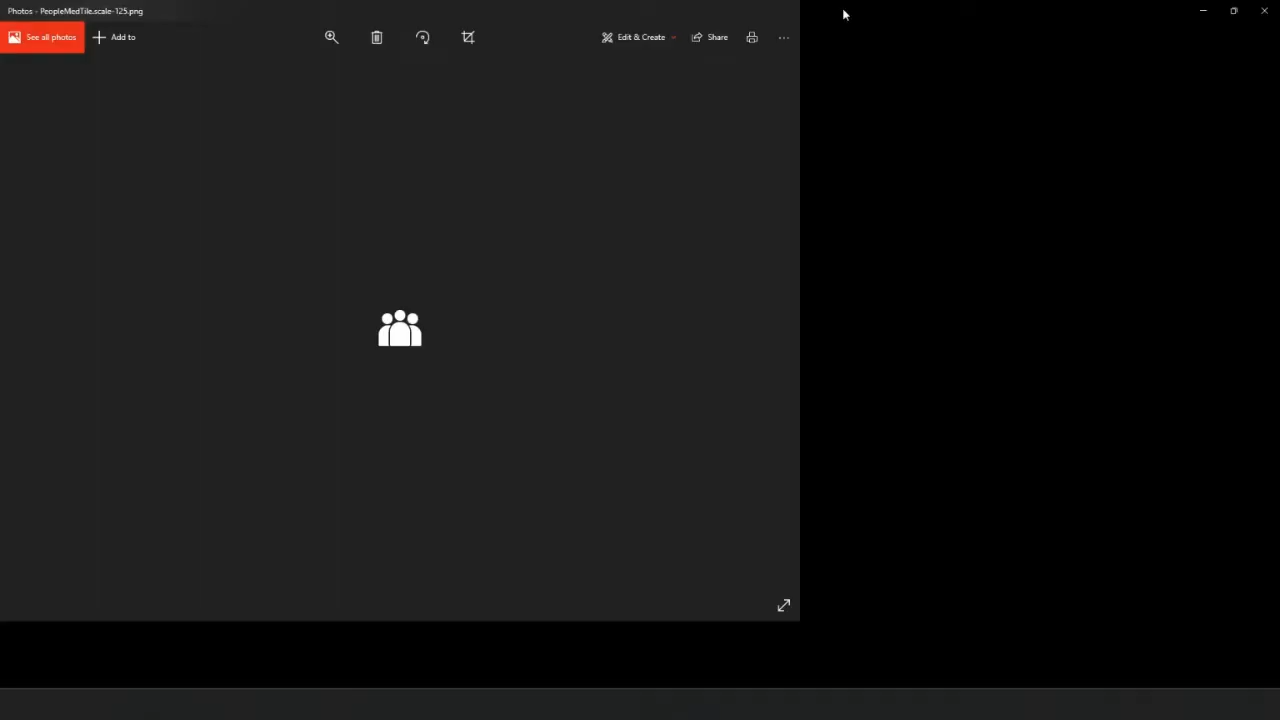 Photos - PeopleMedTile.scale-125.png
See all photos
Add to
Edit & Create
Share